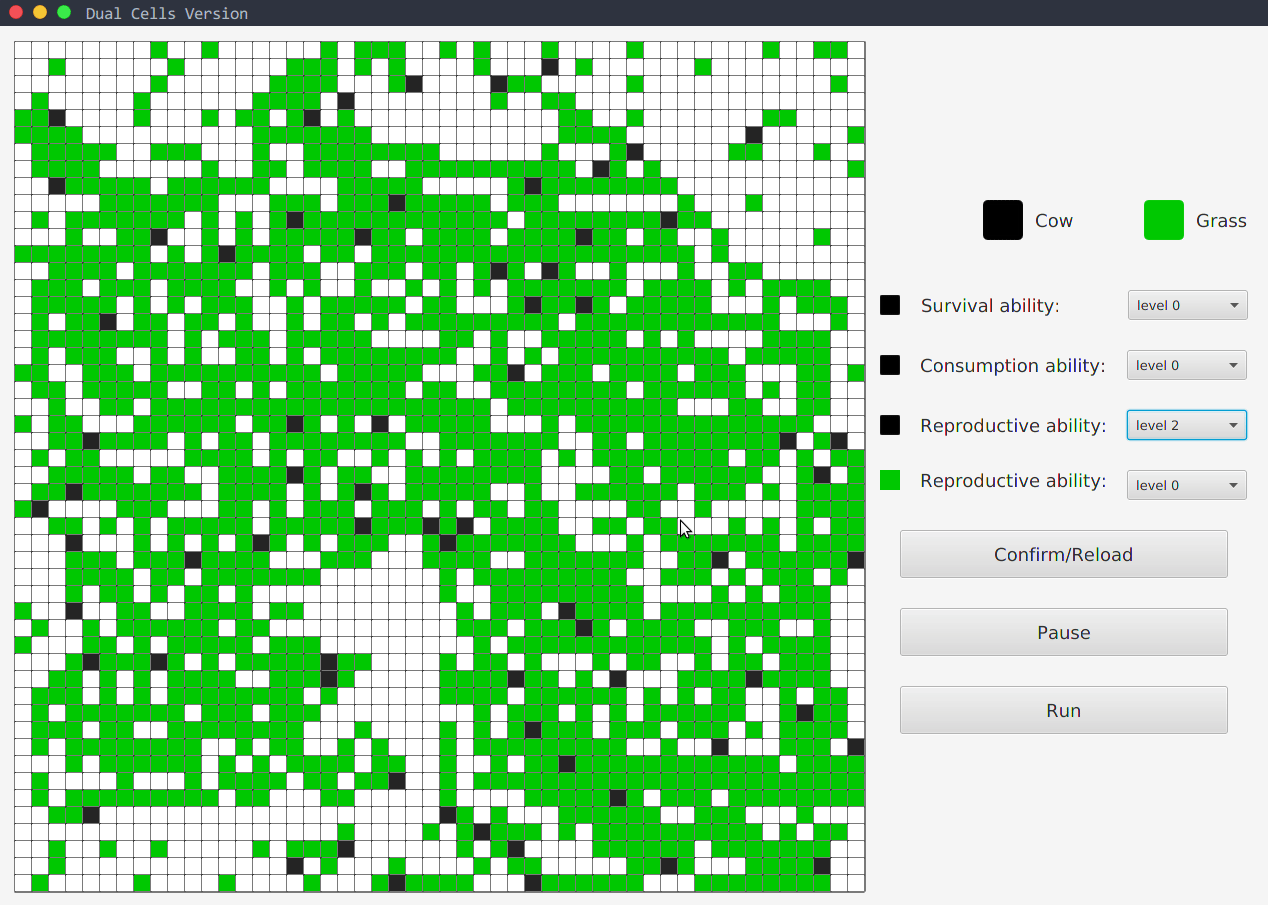 Dual Cells Version
Cow
Grass
Survival ability:
level 0
Consumption ability:
level 0
Reproductive ability:
level 2
Reproductive ability:
level 0
Confirm/Reload
Pause
Run